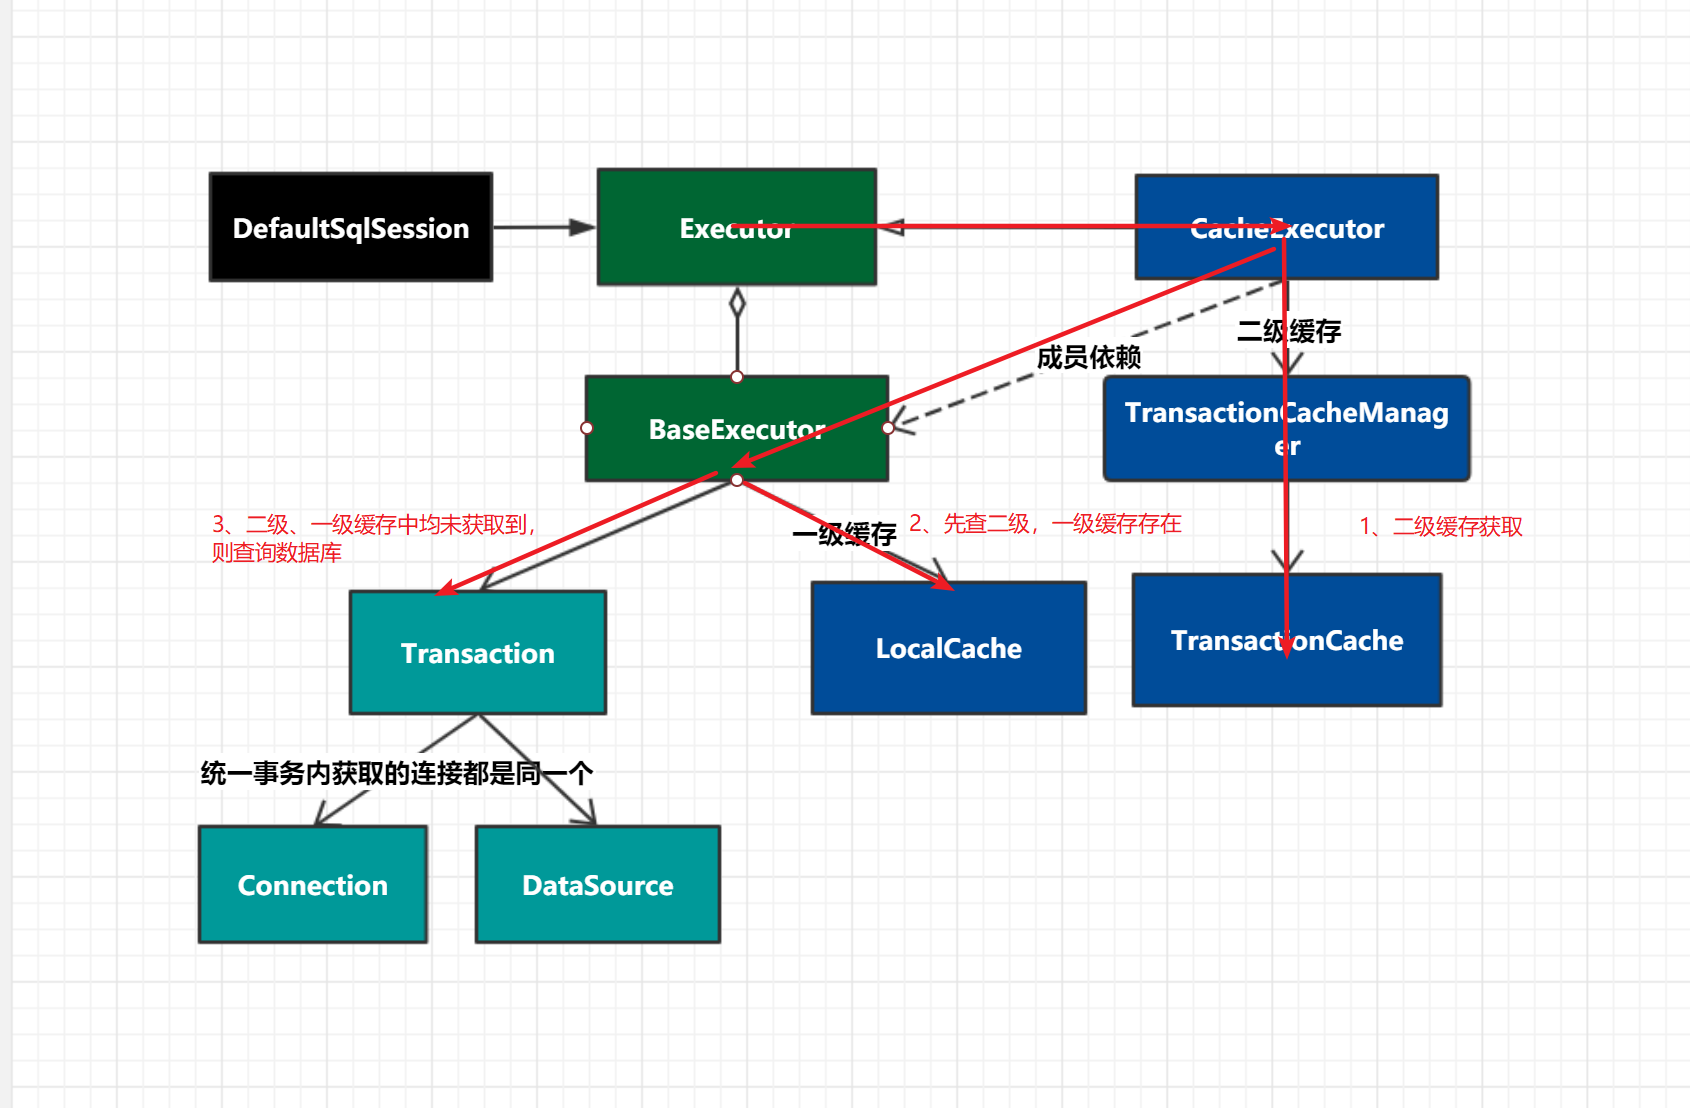 DefaultSqlSession
Executor
CacheExecutor
二级缓存
成员依赖
BaseExecutor
TransactionCacheManag
er
3、二级、一级缓存中均未获取到，
则查询数据库
一级缓存
2、先查二级，一级缓存存在
1、二级缓存获取
Transaction
LocalCache
TransactionCache
统一事务内获取的连接都是同一个
Connection
DataSource